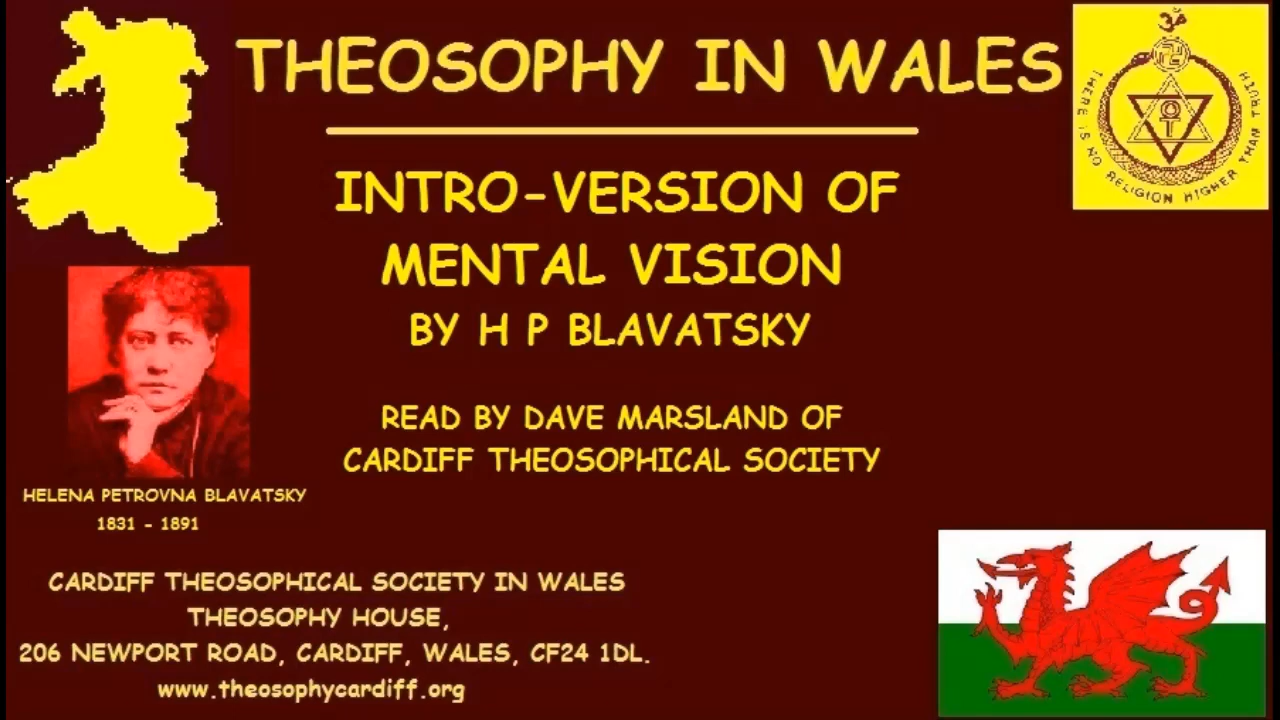 THEOSOPHY IN WALES
ॐ
THERE IS NO RELIGION HIGHER THAN TRUTH
INTRO-VERSION OF
MENTAL VISION
BY H P BLAVATSKY
READ BY DAVE MARSLAND OF
CARDIFF THEOSOPHICAL SOCIETY
HELENA PETROVNA BLAVATSKY
1831 - 1891
CARDIFF THEOSOPHICAL SOCIETY IN WALES
THEOSOPHY HOUSE,
206 NEWPORT ROAD, CARDIFF, WALES, CF24 1DL.
www.theosophycardiff.org